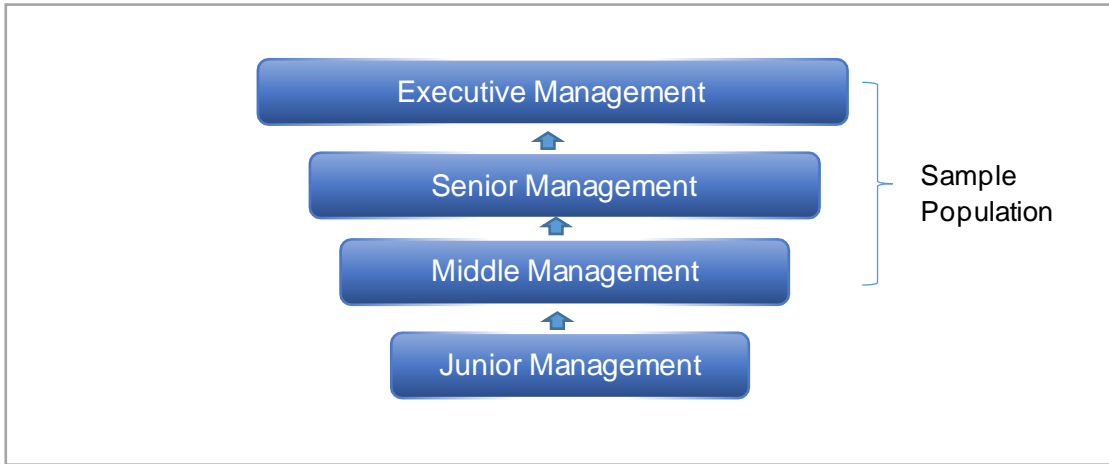 Executive Management
Senior Management
Middle Management
Junior Management
Sample
Population